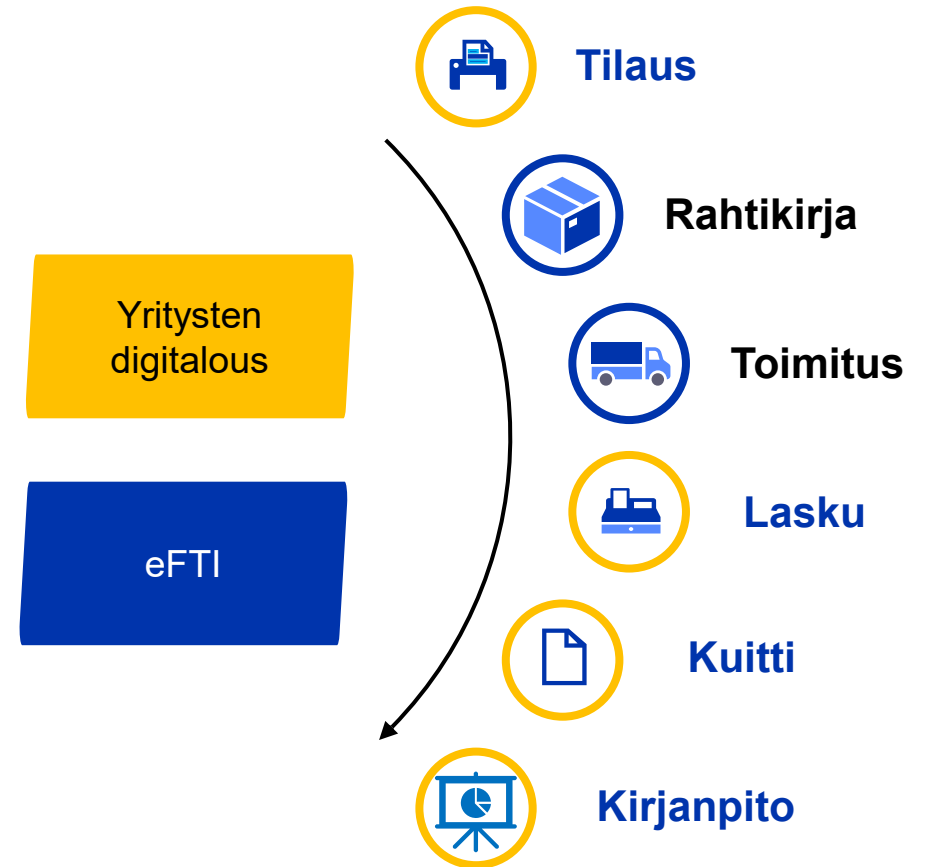 Tilaus
Rahtikirja
Yritysten
digitalous
Toimitus
Lasku
eFTI
Kuitti
Kirjanpito